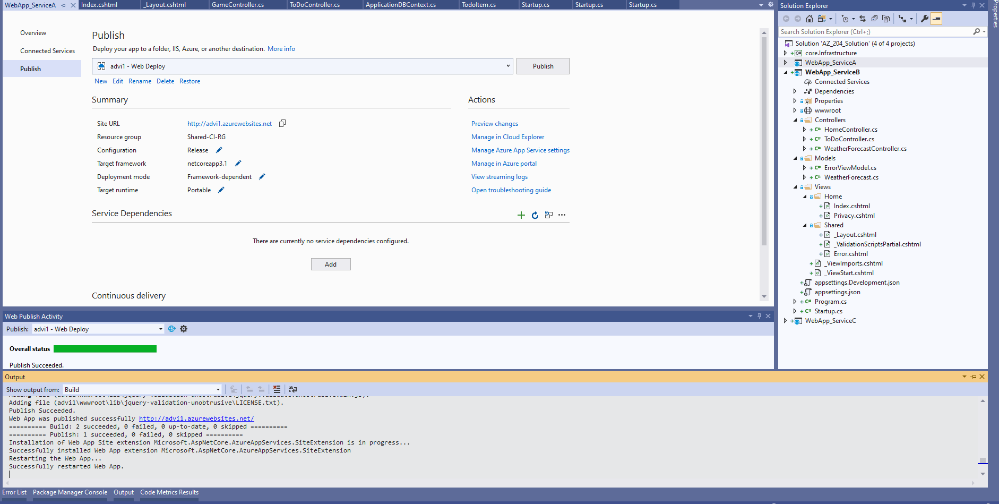 WebApp_ServiceA
Index.cshtml
_Layout.cshtml
GameController.cs
ToDoController.cs
ApplicationDBContext.cs
TodoItem.cs
Startup.cs
Startup.cs
Startup.cs
Overview
Connected Services
Publish
Publish
Deploy your app to a folder, IIS, Azure, or another destination. More info
advi1 - Web Deploy
Publish
New Edit Rename Delete Restore
Summary
Site URL http://advi1.azurewebsites.net
Resource group Shared-CI-RG
Configuration Release
Target framework netcoreapp3.1
Deployment mode Framework-dependent
Target runtime Portable
Actions
Preview changes
Manage in Cloud Explorer
Manage Azure App Service settings
Manage in Azure portal
View streaming logs
Open troubleshooting guide
Service Dependencies
There are currently no service dependencies configured.
Add
Continuous delivery
Web Publish Activity
Publish: advi1 - Web Deploy
Overall status
Publish Succeeded.
Output
Show output from: Build
Adding file (advi1\wwwroot\lib\jquery-validation-unobtrusive\LICENSE.txt).
Publish Succeeded.
Web App was published successfully http://advi1.azurewebsites.net/
========== Build: 2 succeeded, 0 failed, 0 up-to-date, 0 skipped ==========
========== Publish: 1 succeeded, 0 failed, 0 skipped ==========
Installation of Web App Site extension Microsoft.AspNetCore.AzureAppServices.SiteExtension is in progress...
Successfully installed Web App extension Microsoft.AspNetCore.AzureAppServices.SiteExtension
Restarting the Web App...
Successfully restarted Web App.
Error List Package Manager Console Output Code Metrics Results
Solution Explorer
Search Solution Explorer (Ctrl+;)
Solution 'AZ_204_Solution' (4 of 4 projects)
core.Infrastructure
WebApp_ServiceA
WebApp_ServiceB
Connected Services
Dependencies
Properties
wwwroot
Controllers
C# HomeController.cs
C# ToDoController.cs
C# WeatherForecastController.cs
Models
C# ErrorViewModel.cs
C# WeatherForecast.cs
Views
Home
Index.cshtml
Privacy.cshtml
Shared
_Layout.cshtml
_ValidationScriptsPartial.cshtml
Error.cshtml
_ViewImports.cshtml
_ViewStart.cshtml
appsettings.Development.json
appsettings.json
C# Program.cs
C# Startup.cs
WebApp_ServiceC
Properties